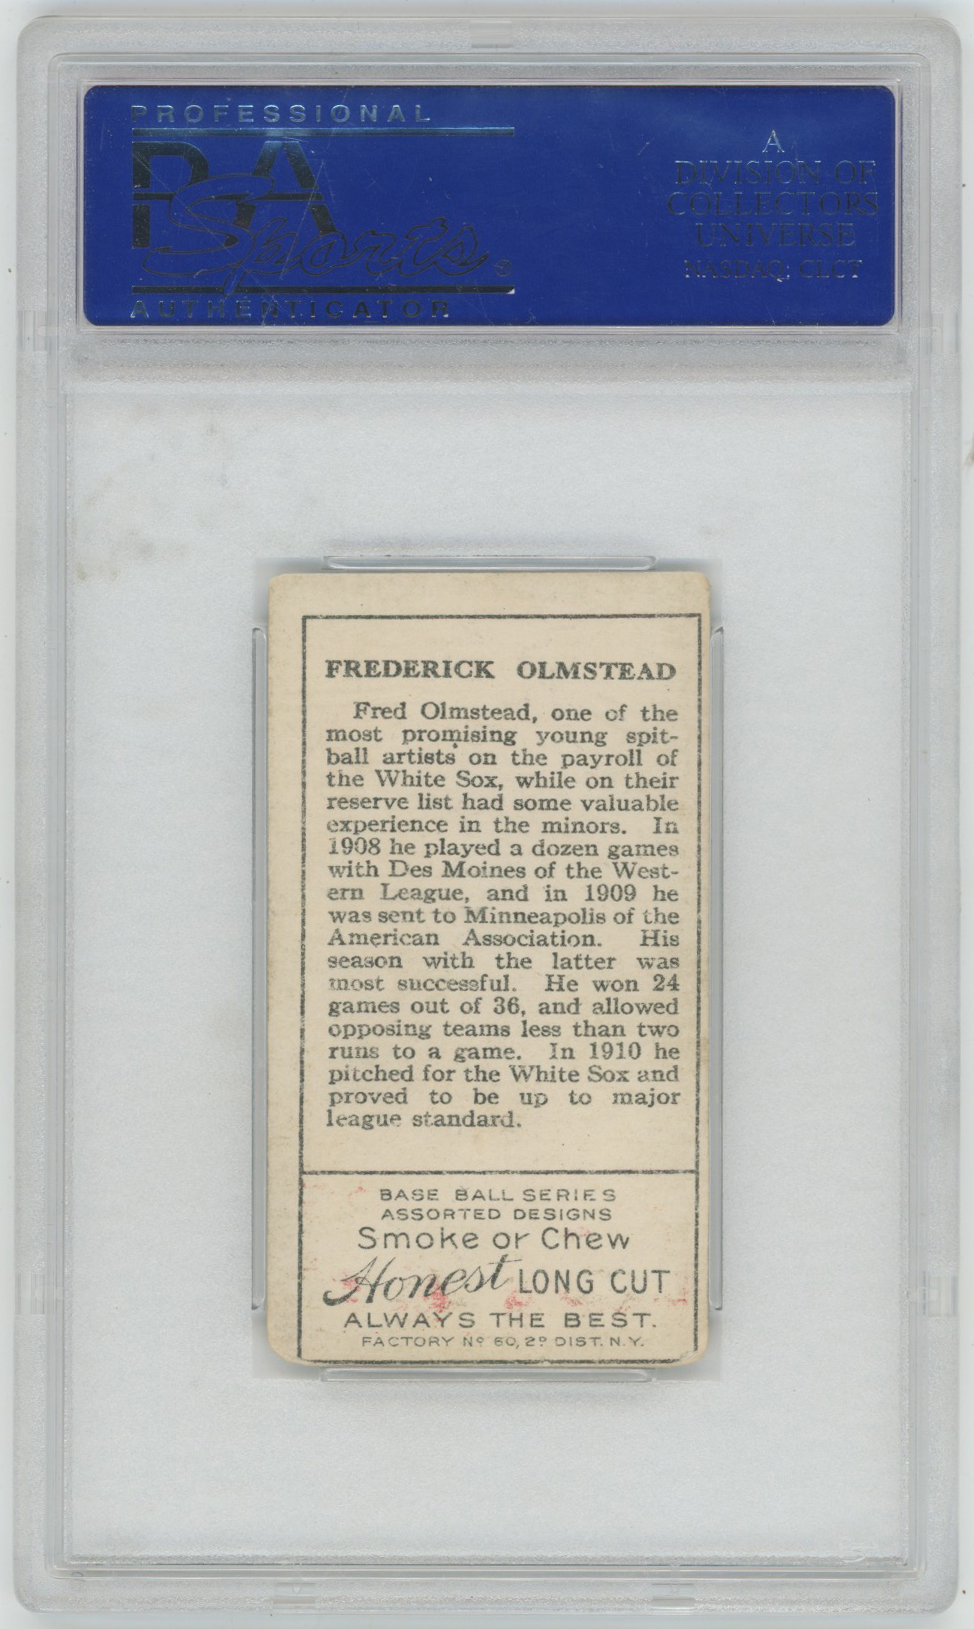 PROFESSIONAL
PSA
Sports
AUTHENTICATOR
A
DIVISION OF
COLLECTORS
UNIVERSE
NASDAQ: CLCT
FREDERICK OLMSTEAD
Fred Olmstead, one of the
most promising young spit-
ball artists on the payroll of
the White Sox, while on their
reserve list had some valuable
experience in the minors. In
1908 he played a dozen games
with Des Moines of the West-
ern League, and in 1909 he
was sent to Minneapolis of the
American Association. His
season with the latter was
most successful. He won 24
games out of 36, and allowed
opposing teams less than two
runs to a game. In 1910 he
pitched for the White Sox and
proved to be up to major
league standard.
BASE BALL SERIES
ASSORTED DESIGNS
Smoke or Chew
Honest LONG CUT
ALWAYS THE BEST.
FACTORY Nº 60, 2º DIST. N.Y.